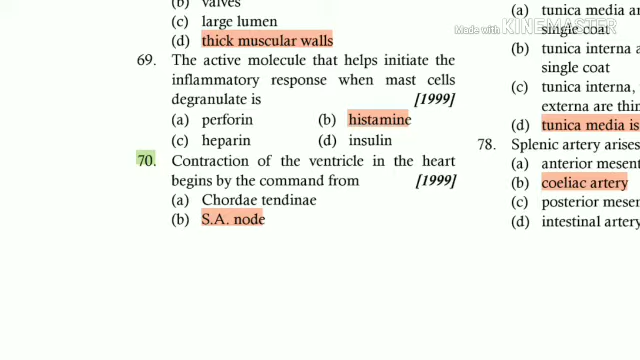 (b) valves
(c) large lumen
(d) thick muscular walls
69. The active molecule that helps initiate the
inflammatory response when mast cells
degranulate is [1999]
(a) perforin (b) histamine
(c) heparin (d) insulin
70. Contraction of the ventricle in the heart
begins by the command from [1999]
(a) Chordae tendinae
(b) S.A. node
(a) tunica media an
single coat
(b) tunica interna a
single coat
(c) tunica interna, t
externa are thin
(d) tunica media is
78. Splenic artery arises
(a) anterior mesent
(b) coeliac artery
(c) posterior mesen
(d) intestinal artery
Made with KINEMASTER